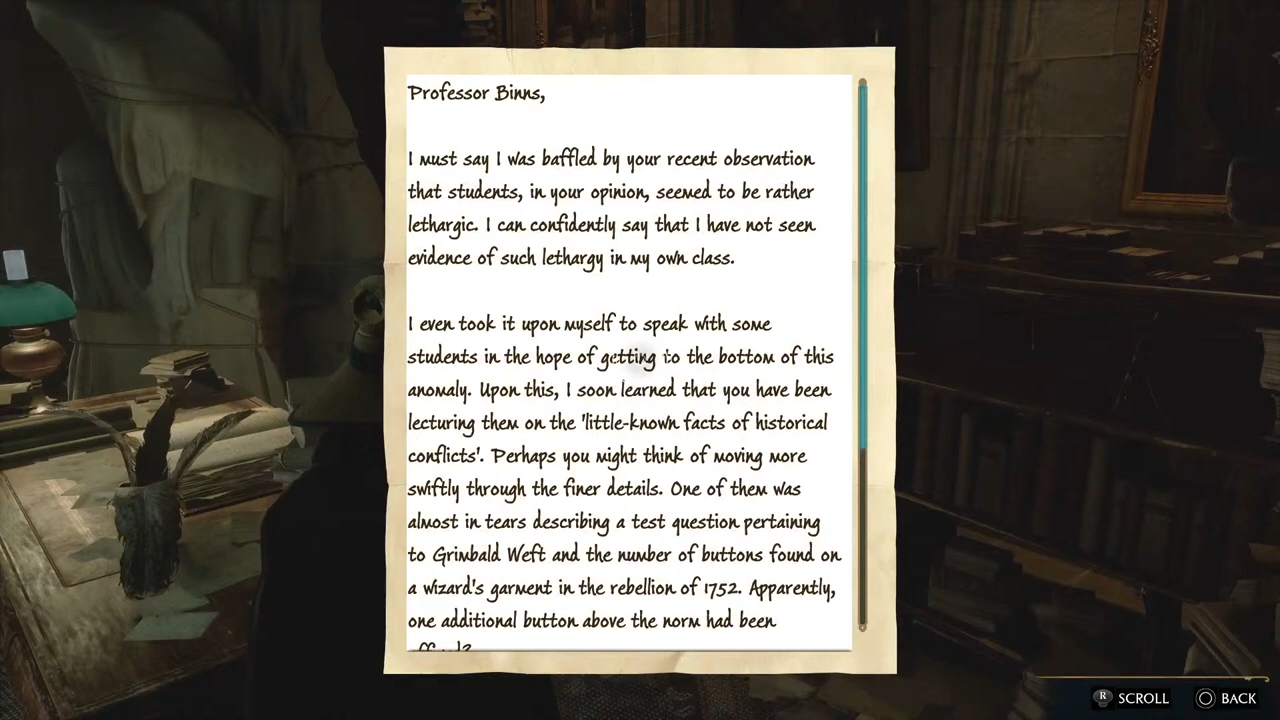 Professor Binns,
I must say I was baffled by your recent observation
that students, in your opinion, seemed to be rather
lethargic. I can confidently say that I have not seen
evidence of such lethargy in my own class.
I even took it upon myself to speak with some
students in the hope of getting to the bottom of this
anomaly. Upon this, I soon learned that you have been
lecturing them on the 'little-known facts of historical
conflicts'. Perhaps you might think of moving more
swiftly through the finer details. One of them was
almost in tears describing a test question pertaining
to Grimbald Weft and the number of buttons found on
a wizard's garment in the rebellion of 1752. Apparently,
one additional button above the norm had been
R SCROLL BACK